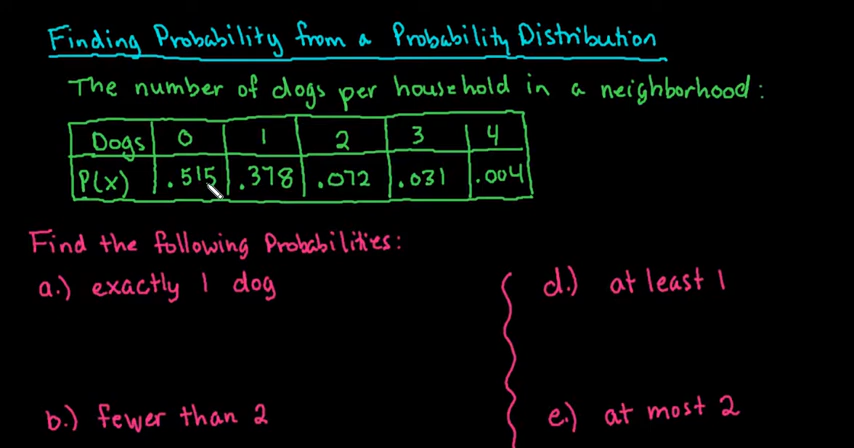 Finding Probability from a Probability Distribution
The number of dogs per household in a neighborhood:
Dogs 0 1 2 3 4
P(x) .515 .378 .072 .031 .004
Find the following Probabilities:
a.) exactly 1 dog
d.) at least 1
b.) fewer than 2
e.) at most 2